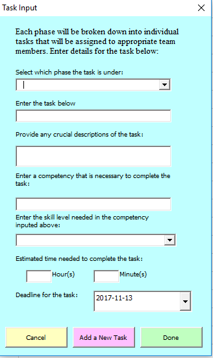 Task Input
Each phase will be broken down into individual
tasks that will be assigned to appropriate team
members. Enter details for the task below:
Select which phase the task is under:
Enter the task below
Provide any crucial descriptions of the task:
Enter a competency that is necessary to complete the
task:
Enter the skill level needed in the competency
inputed above:
Estimated time needed to complete the task:
Hour(s) Minute(s)
Deadline for the task: 2017-11-13
Cancel Add a New Task Done